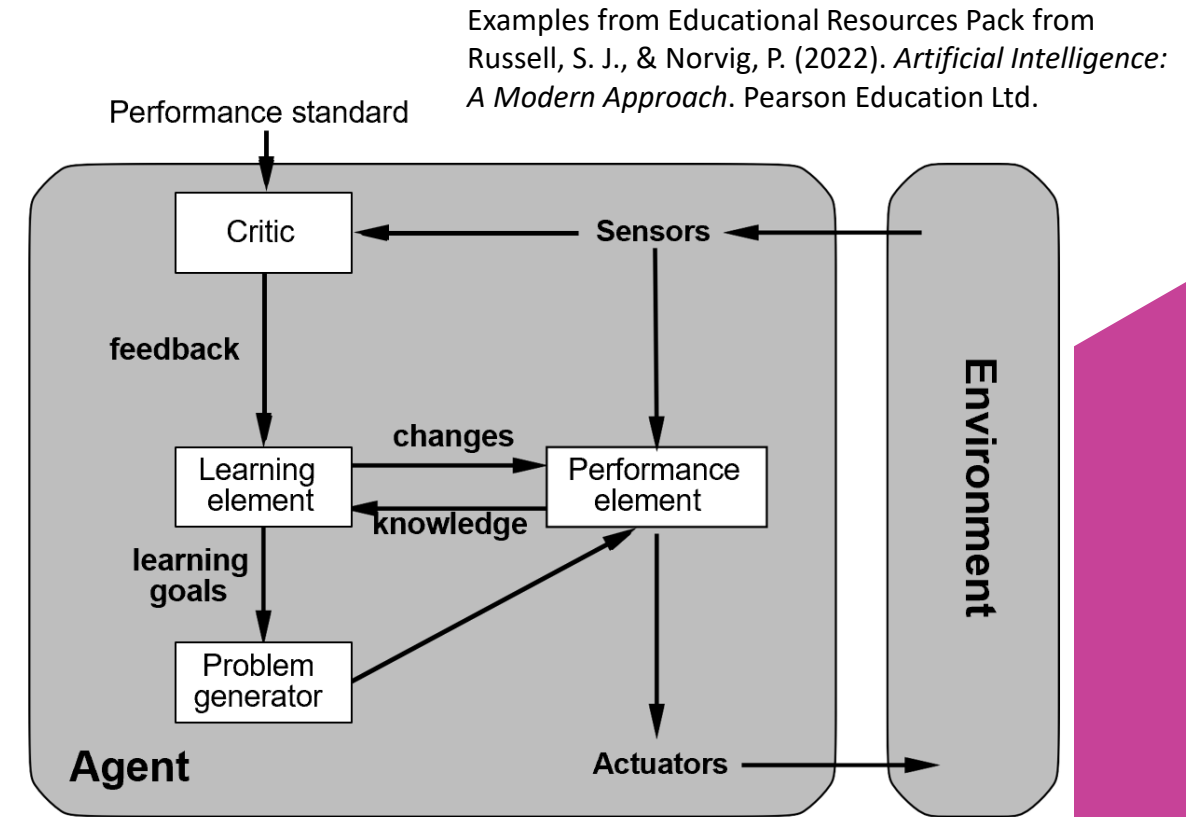 Examples from Educational Resources Pack from
Russell, S. J., & Norvig, P. (2022). Artificial Intelligence:
A Modern Approach. Pearson Education Ltd.
Performance standard
Critic
Sensors
feedback
changes
Learning
element
Performance
element
knowledge
learning
goals
Problem
generator
Agent
Actuators
Environment